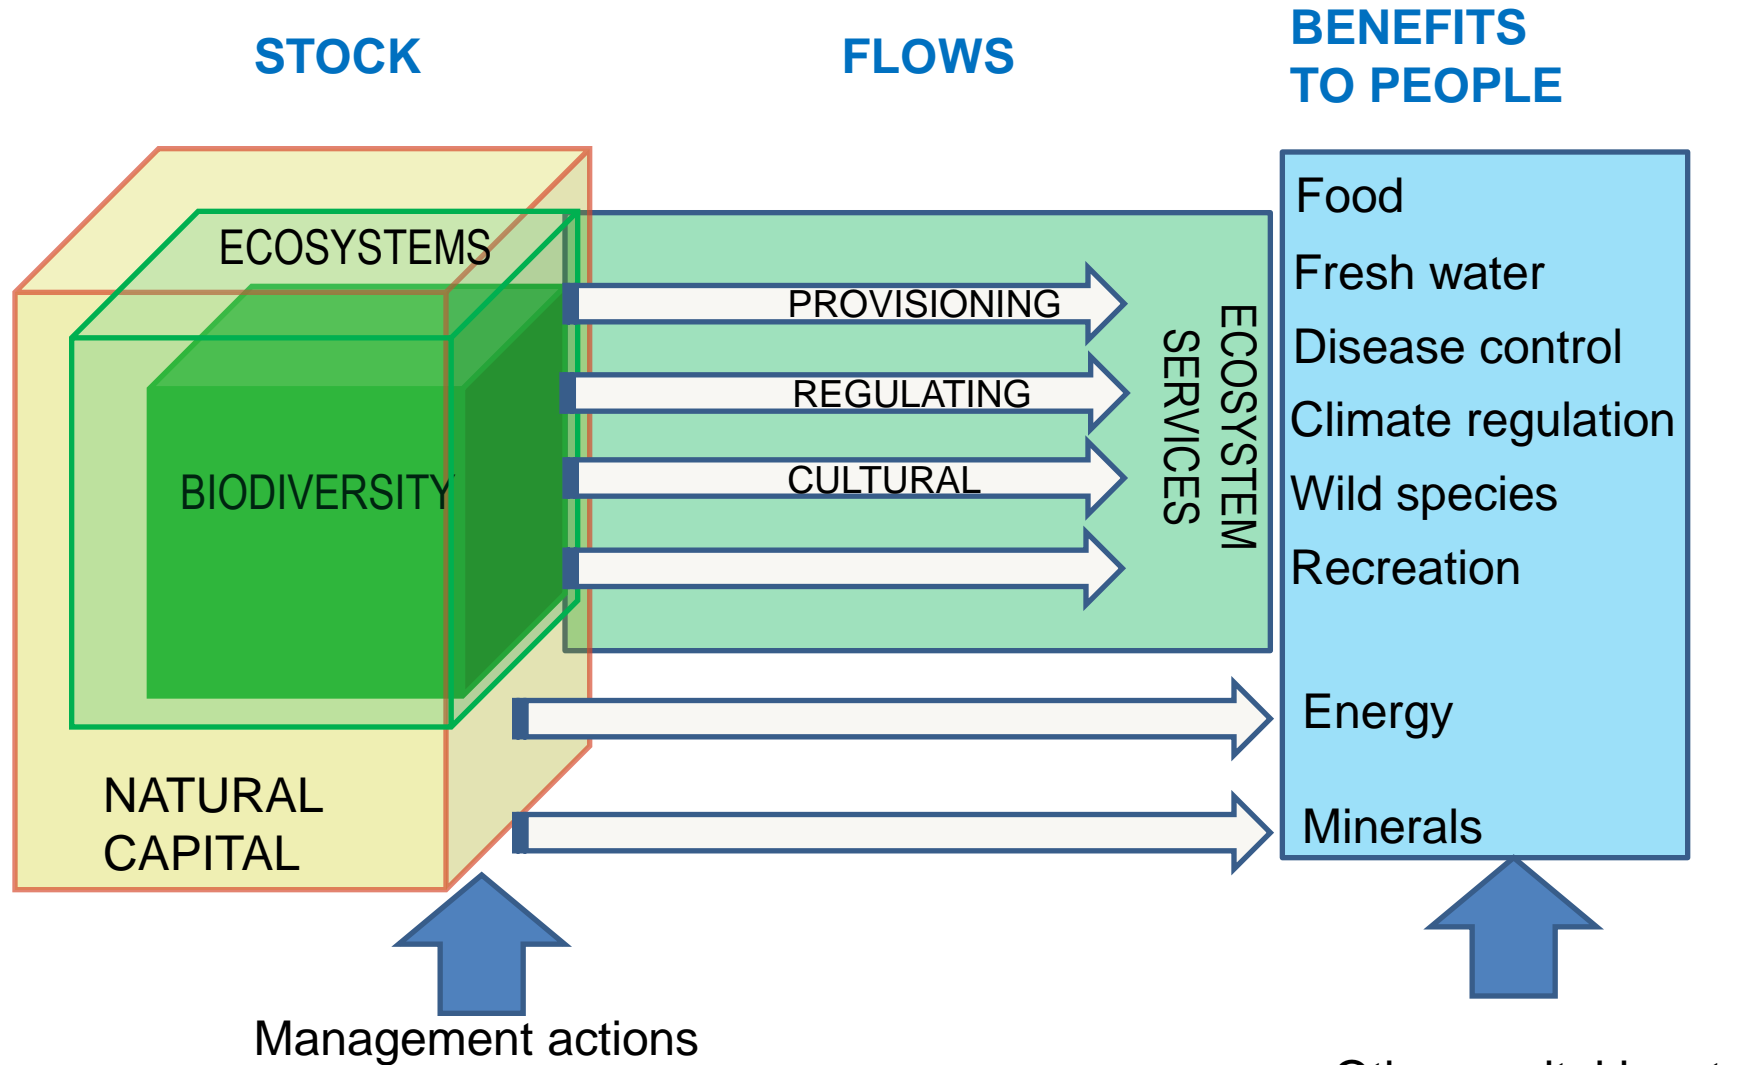 STOCK
FLOWS
BENEFITS
TO PEOPLE
ECOSYSTEMS
BIODIVERSITY
NATURAL
CAPITAL
PROVISIONING
REGULATING
CULTURAL
ECOSYSTEM
SERVICES
Food
Fresh water
Disease control
Climate regulation
Wild species
Recreation
Energy
Minerals
Management actions